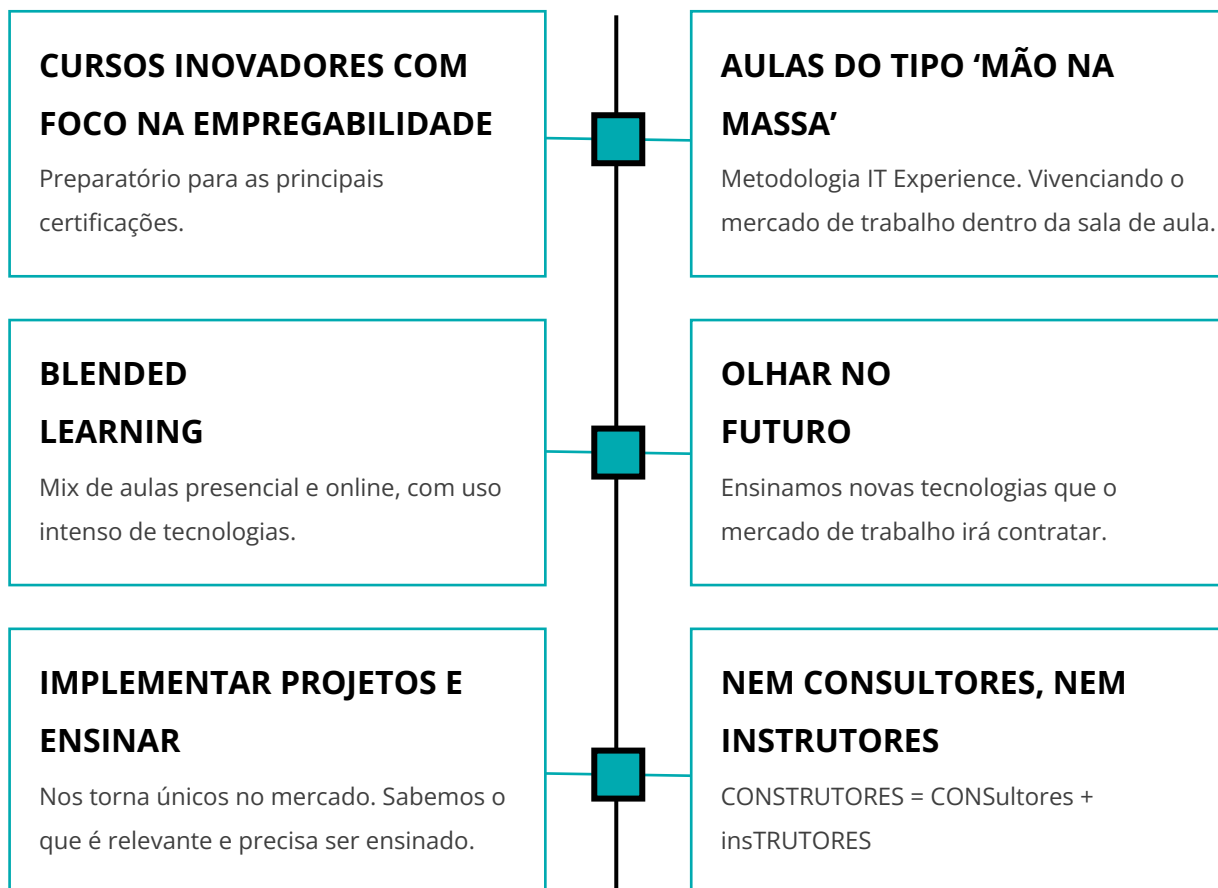 CURSOS INOVADORES COM
FOCO NA EMPREGABILIDADE
Preparatório para as principais
certificações.
AULAS DO TIPO ‘MÃO NA
MASSA’
Metodologia IT Experience. Vivenciando o
mercado de trabalho dentro da sala de aula.
BLENDED
LEARNING
Mix de aulas presencial e online, com uso
intenso de tecnologias.
OLHAR NO
FUTURO
Ensinamos novas tecnologias que o
mercado de trabalho irá contratar.
IMPLEMENTAR PROJETOS E
ENSINAR
Nos torna únicos no mercado. Sabemos o
que é relevante e precisa ser ensinado.
NEM CONSULTORES, NEM
INSTRUTORES
CONSTRUTORES = CONSultores +
insTRUTORES